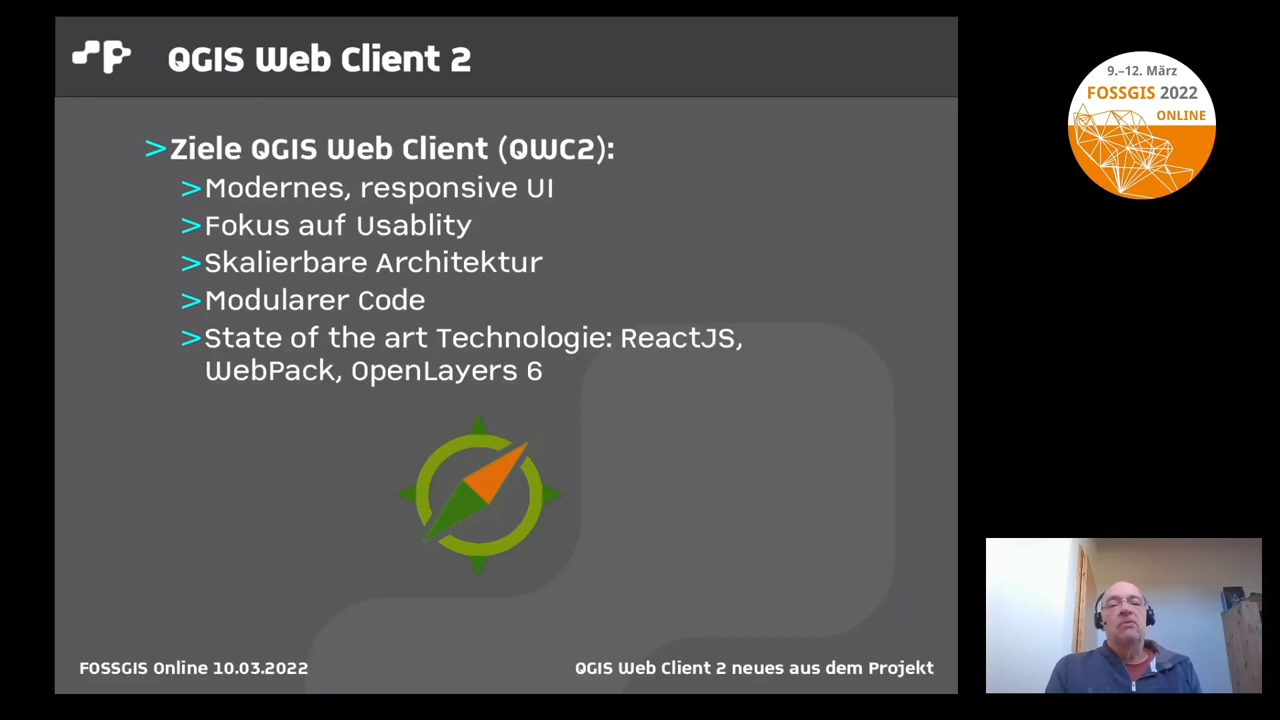 QGIS Web Client 2
> Ziele QGIS Web Client (QWC2):
> Modernes, responsive UI
> Fokus auf Usablity
> Skalierbare Architektur
> Modularer Code
> State of the art Technologie: ReactJS,
WebPack, OpenLayers 6
FOSSGIS Online 10.03.2022
QGIS Web Client 2 neues aus dem Projekt
9.–12. März
FOSSGIS 2022
ONLINE